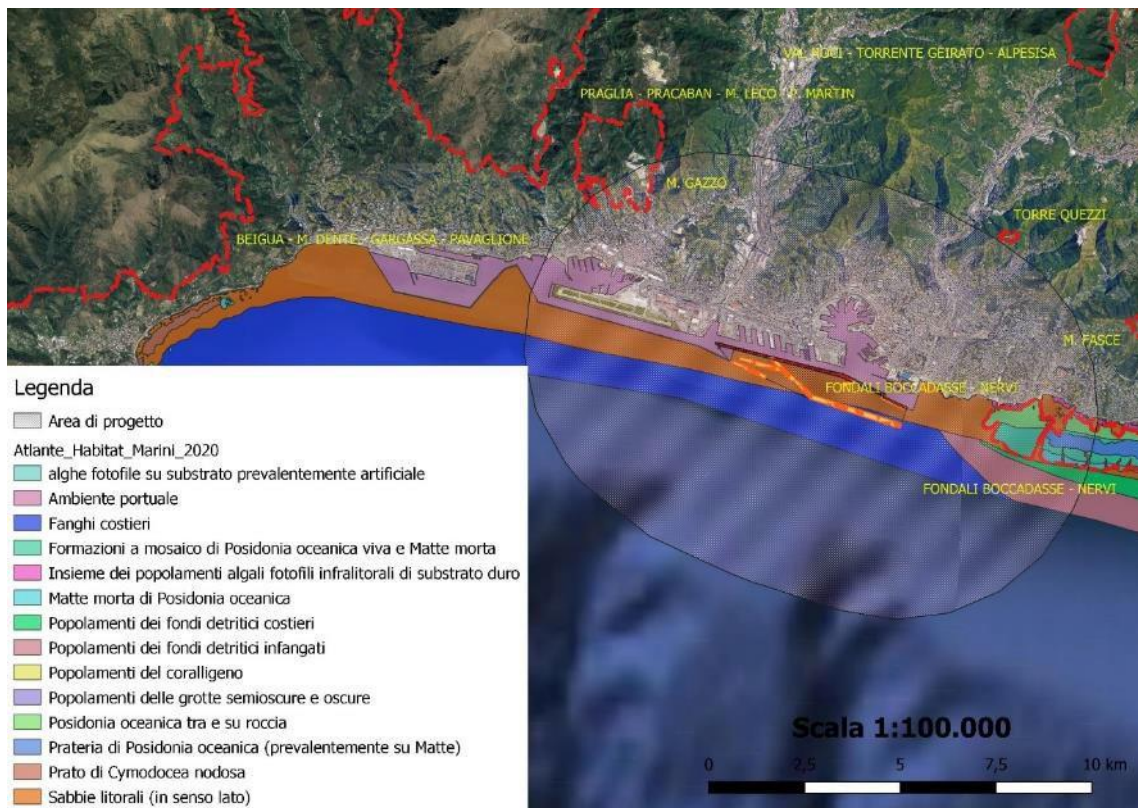 VAL NOCI - TORRENTE GEIRATO - ALPESISA
PRAGLIA - PRACABAN - M. LECO - P. MARTIN
M. GAZZO
TORRE QUEZZI
BEIGUA - M. DENTE - GARGASSA - PAVAGLIONE
M. FASCE
FONDALI BOCCADASSE - NERVI
FONDALI BOCCADASSE - NERVI
Legenda
Area di progetto
Atlante_Habitat_Marini_2020
alghe fotofile su substrato prevalentemente artificiale
Ambiente portuale
Fanghi costieri
Formazioni a mosaico di Posidonia oceanica viva e Matte morta
Insieme dei popolamenti algali fotofili infralitorali di substrato duro
Matte morta di Posidonia oceanica
Popolamenti dei fondi detritici costieri
Popolamenti dei fondi detritici infangati
Popolamenti del coralligeno
Popolamenti delle grotte semioscure e oscure
Posidonia oceanica tra e su roccia
Prateria di Posidonia oceanica (prevalentemente su Matte)
Prato di Cymodocea nodosa
Sabbie litorali (in senso lato)
Scala 1:100.000
0 2,5 5 7,5 10 km